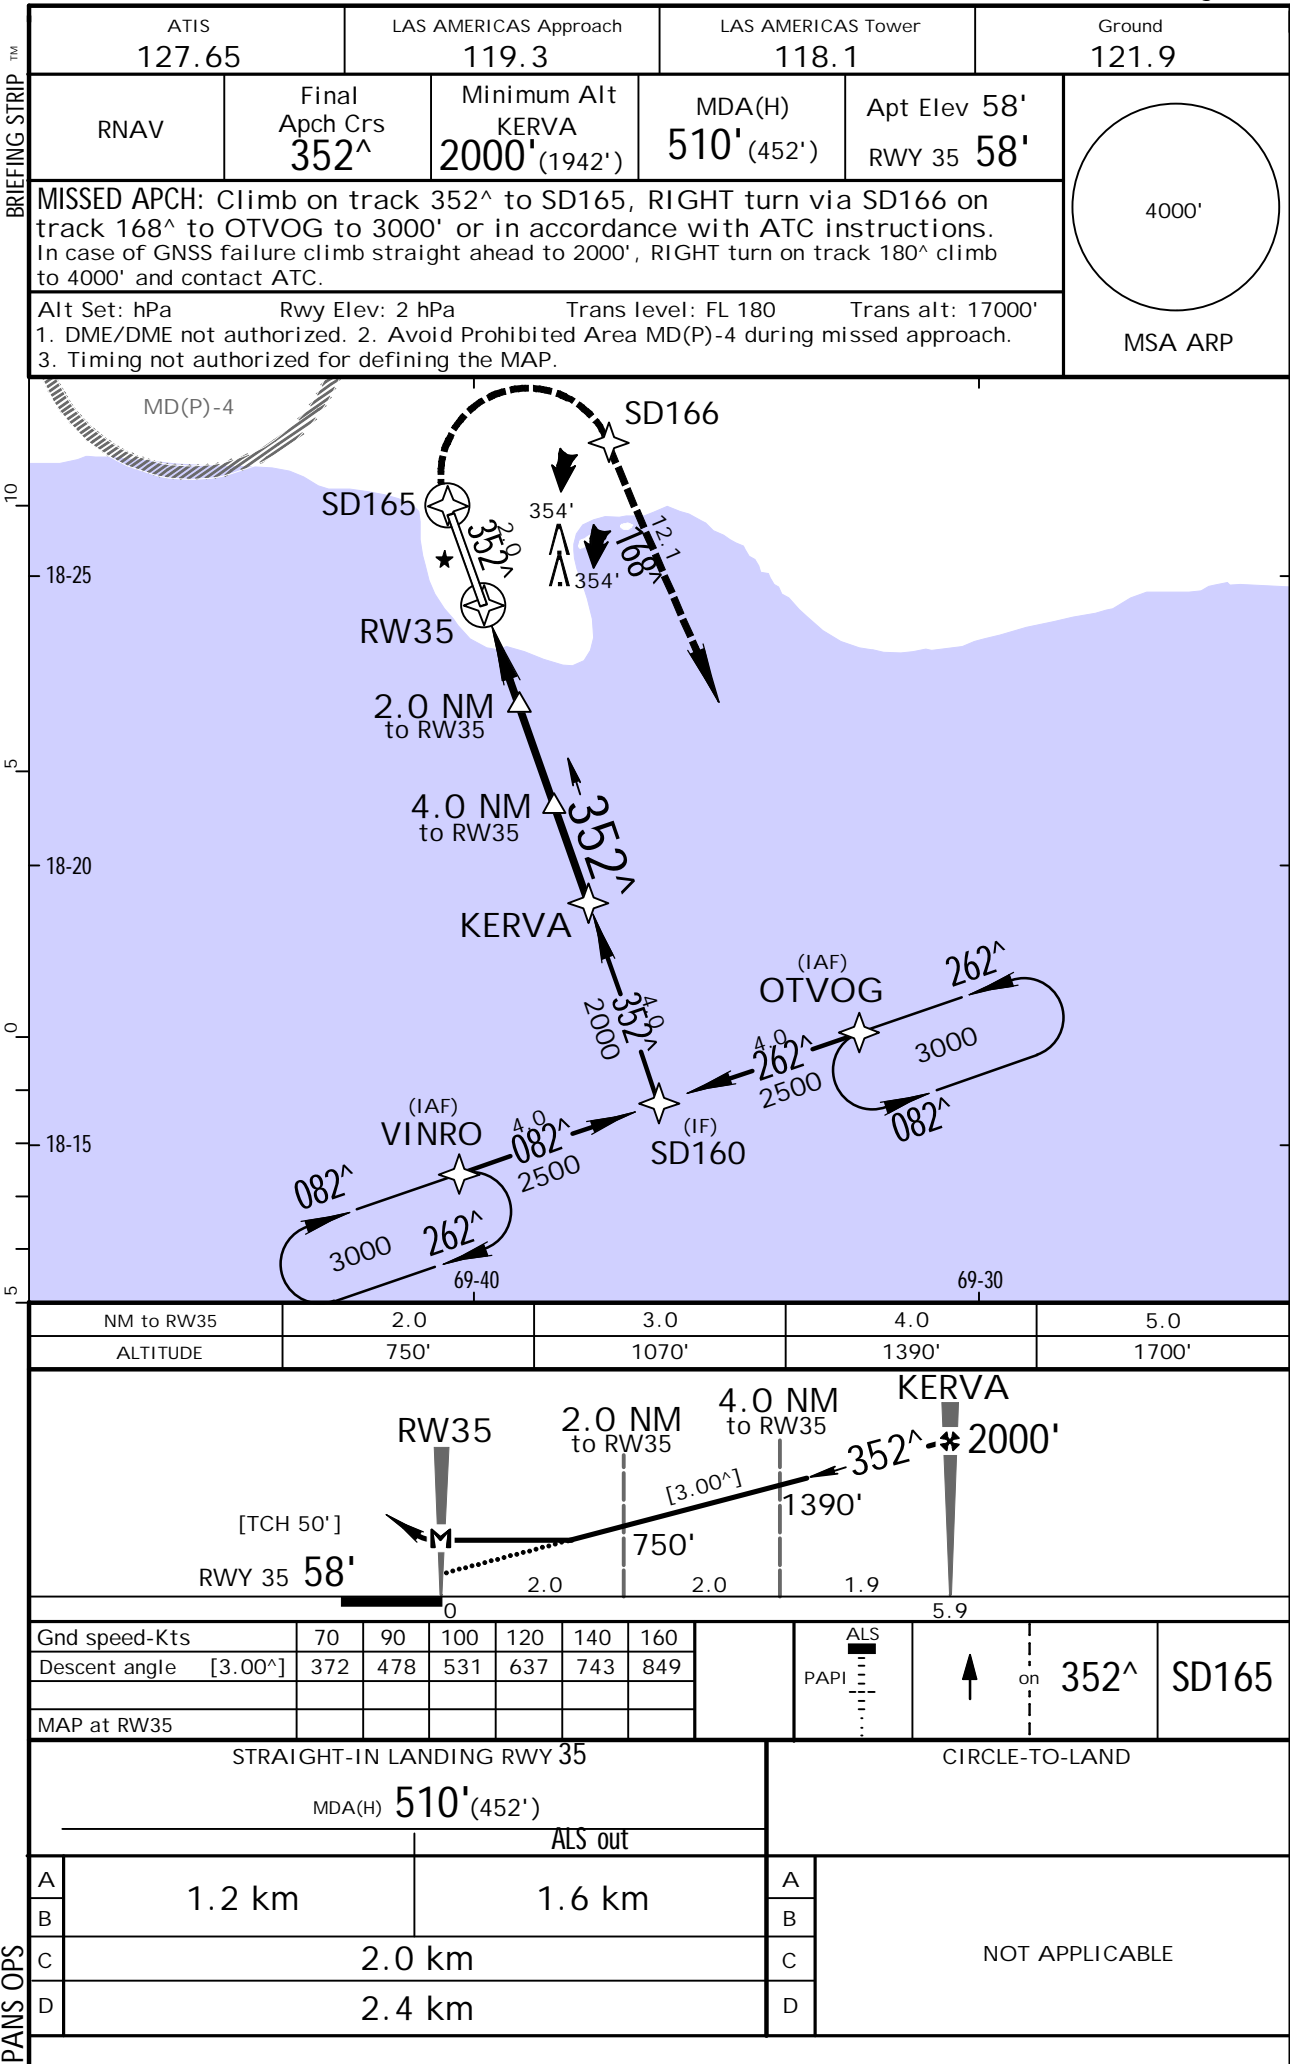 ATIS
127.65
LAS AMERICAS Approach
119.3
LAS AMERICAS Tower
118.1
Ground
121.9
BRIEFING STRIP ™
RNAV
Final
Apch Crs
352^
Minimum Alt
KERVA
2000' (1942')
MDA(H)
510' (452')
Apt Elev 58'
RWY 35 58'
MISSED APCH: Climb on track 352^ to SD165, RIGHT turn via SD166 on
track 168^ to OTVOG to 3000' or in accordance with ATC instructions.
In case of GNSS failure climb straight ahead to 2000', RIGHT turn on track 180^ climb
to 4000' and contact ATC.
4000'
MSA ARP
Alt Set: hPa Rwy Elev: 2 hPa Trans level: FL 180 Trans alt: 17000'
1. DME/DME not authorized. 2. Avoid Prohibited Area MD(P)-4 during missed approach.
3. Timing not authorized for defining the MAP.
MD(P)-4
SD166
SD165
354'
354'
352^
2.0
168^
12.1
10
18-25
RW35
2.0 NM
to RW35
5
4.0 NM
to RW35
352^
18-20
KERVA
(IAF)
OTVOG
262^
3000
082^
4.0
262^
2500
4.0
352^
2000
0
(IAF)
VINRO
4.0
082^
2500
(IF)
SD160
18-15
082^
3000
262^
5
69-40
69-30
NM to RW35 2.0 3.0 4.0 5.0
ALTITUDE 750' 1070' 1390' 1700'
RW35
2.0 NM
to RW35
4.0 NM
to RW35
KERVA
352^ 2000'
[3.00^]
1390'
750'
[TCH 50']
M
RWY 35 58'
2.0 2.0 1.9
0 5.9
Gnd speed-Kts 70 90 100 120 140 160
Descent angle [3.00^] 372 478 531 637 743 849
MAP at RW35
ALS
PAPI
on 352^ SD165
STRAIGHT-IN LANDING RWY 35
MDA(H) 510' (452')
ALS out
CIRCLE-TO-LAND
A
B
1.2 km 1.6 km
C 2.0 km
D 2.4 km
A
B
C
D
NOT APPLICABLE
PANS OPS